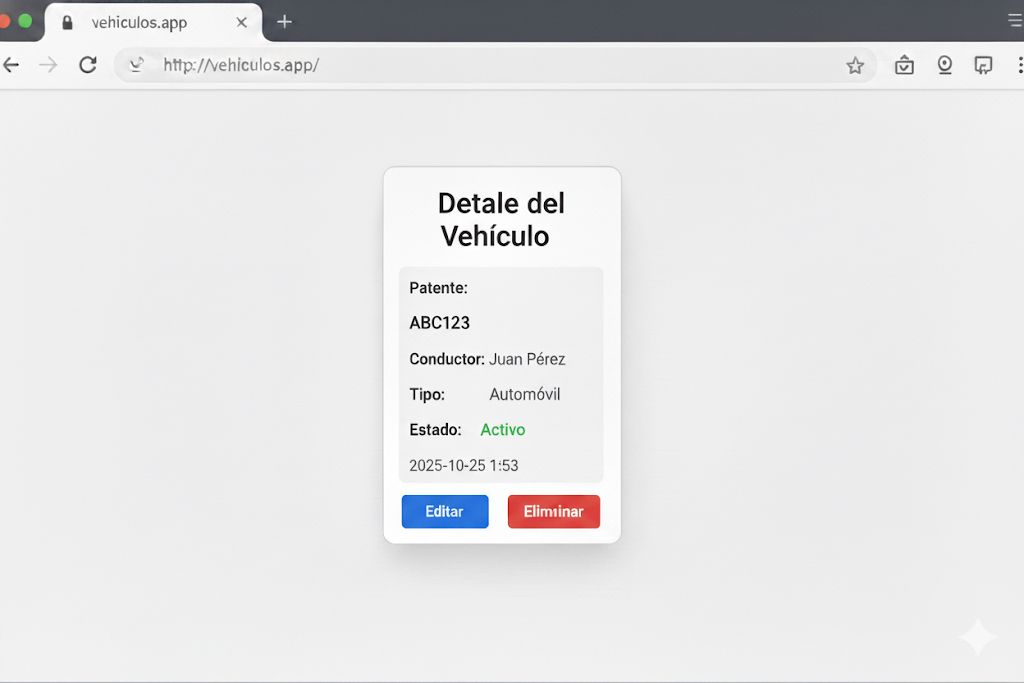 vehiculos.app
http://vehiculos.app/
Detale del
Vehículo
Patente:
ABC123
Conductor: Juan Pérez
Tipo: Automóvil
Estado: Activo
2025-10-25 1:53
Editar Eliminar